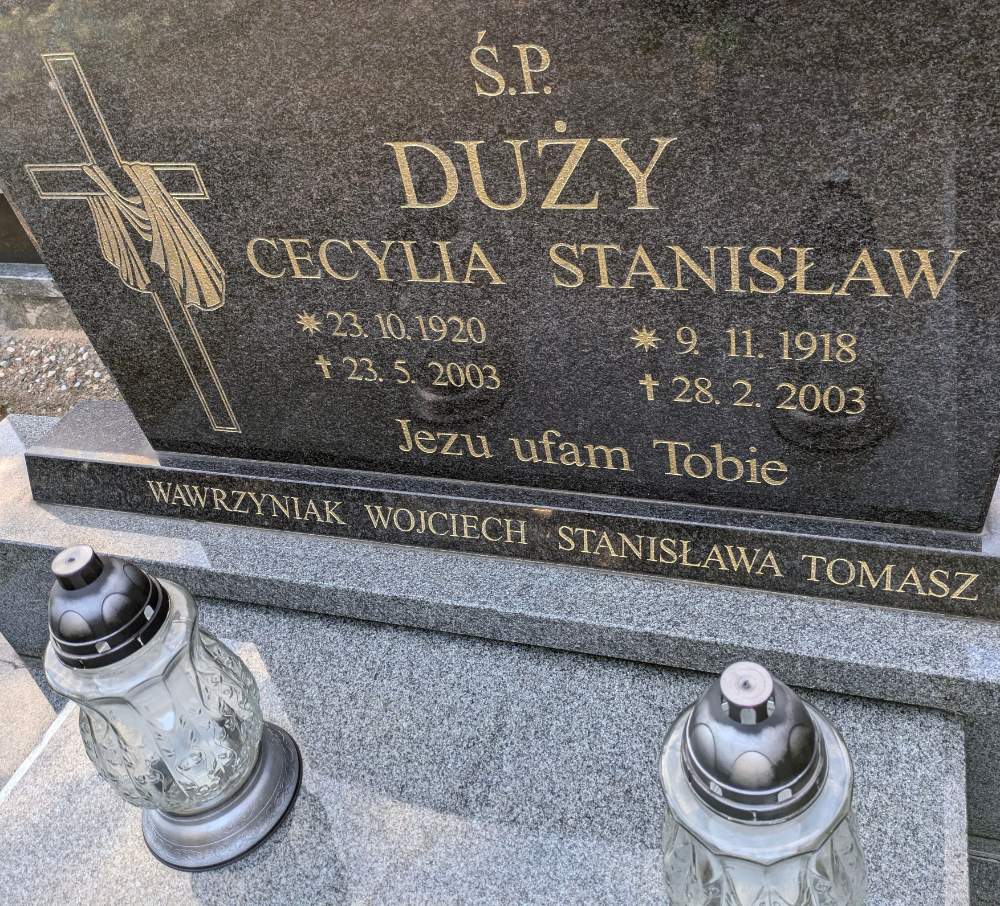 Ś.P.
DUŻY
CECYLIA STANISŁAW
23.10.1920 9. 11. 1918
23. 5. 2003 28. 2. 2003
Jezu ufam Tobie
WAWRZYNIAK WOJCIECH STANISŁAWA TOMASZ